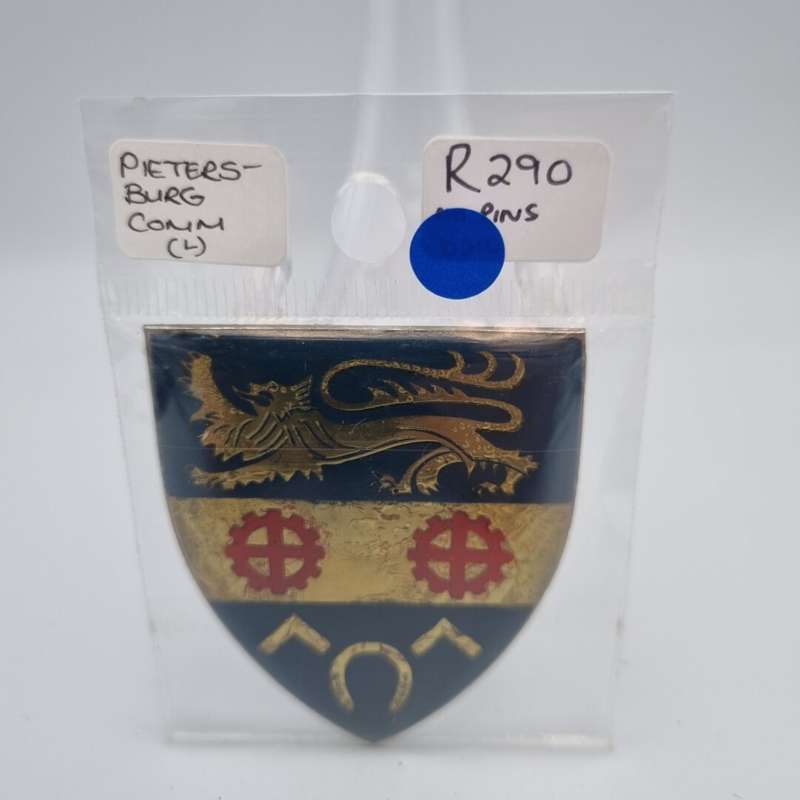 PIETERS-
BURG
COMM
(L)
R290
PINS